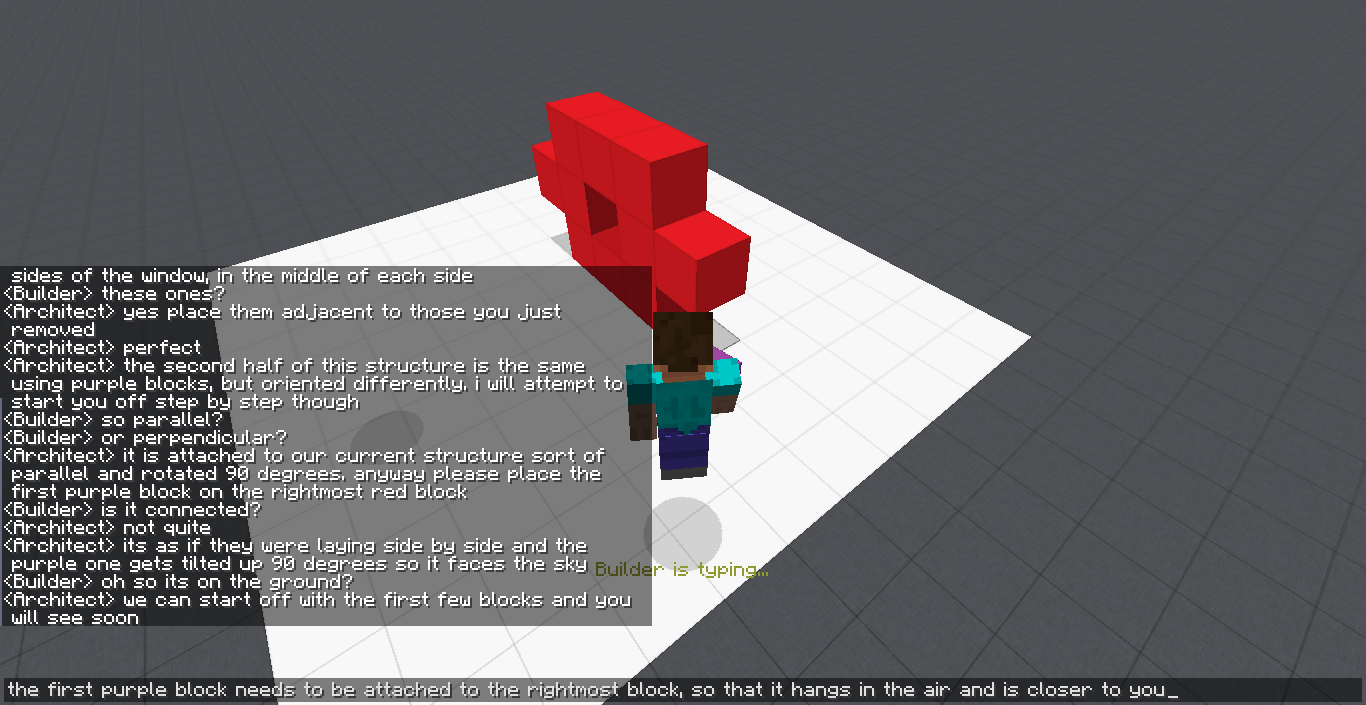 sides of the window, in the middle of each side
<Builder> these ones?
<Architect> yes place them adjacent to those you just
removed
<Architect> perfect
<Architect> the second half of this structure is the same
using purple blocks, but oriented differently. i will attempt to
start you off step by step though
<Builder> so parallel?
<Builder> or perpendicular?
<Architect> it is attached to our current structure sort of
parallel and rotated 90 degrees. anyway please place the
first purple block on the rightmost red block
<Builder> is it connected?
<Architect> not quite
<Architect> its as if they were laying side by side and the
purple one gets tilted up 90 degrees so it faces the sky
Builder is typing...
<Builder> oh so its on the ground?
<Architect> we can start off with the first few blocks and you
will see soon
the first purple block needs to be attached to the rightmost block, so that it hangs in the air and is closer to you_